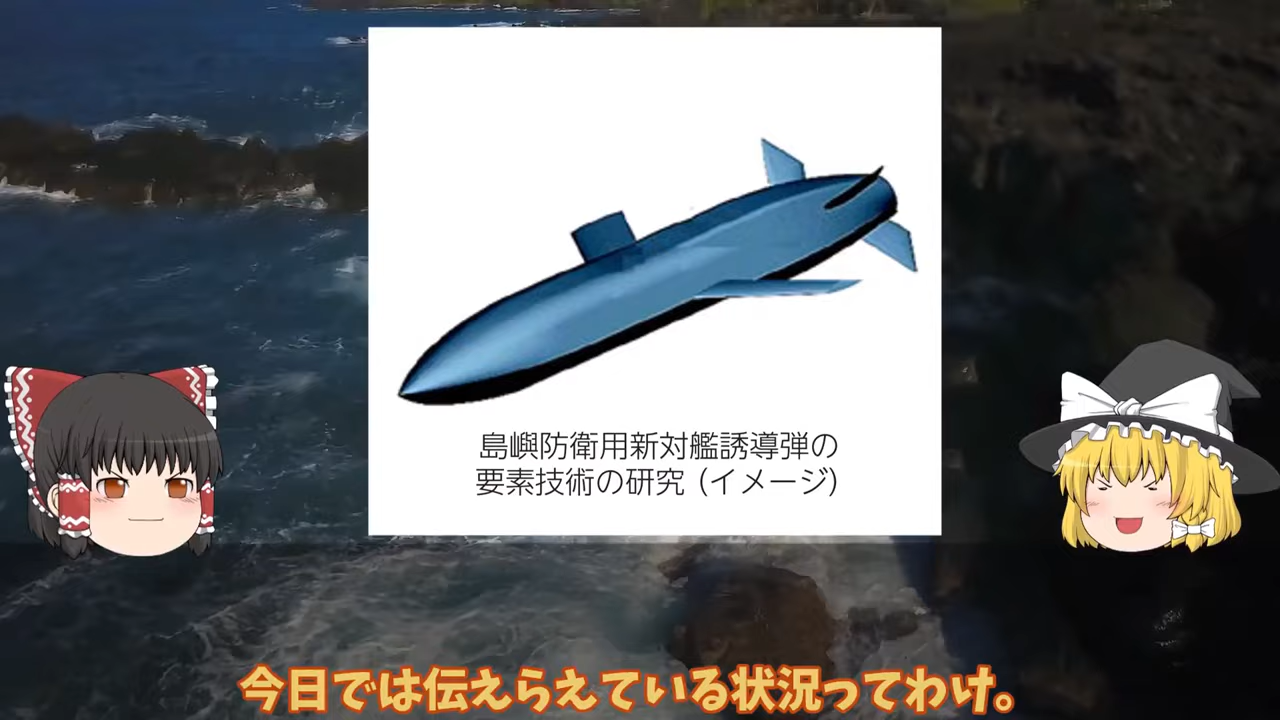 島嶼防衛用新対艦誘導弾の
要素技術の研究 (イメージ)
今日では伝えらえている状況ってわけ。